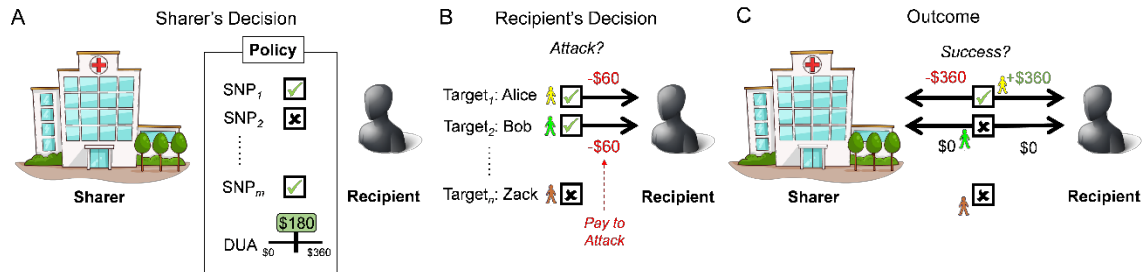 A
Sharer's Decision
Policy
SNP1
SNP2
SNPm
DUA
$180
$0
$360
Sharer
Recipient
B
Recipient's Decision
Attack?
-$60
Target1: Alice
Target2: Bob
-$60
Targetn: Zack
Pay to
Attack
Recipient
C
Outcome
Success?
-$360
+$360
$0
$0
Sharer
Recipient